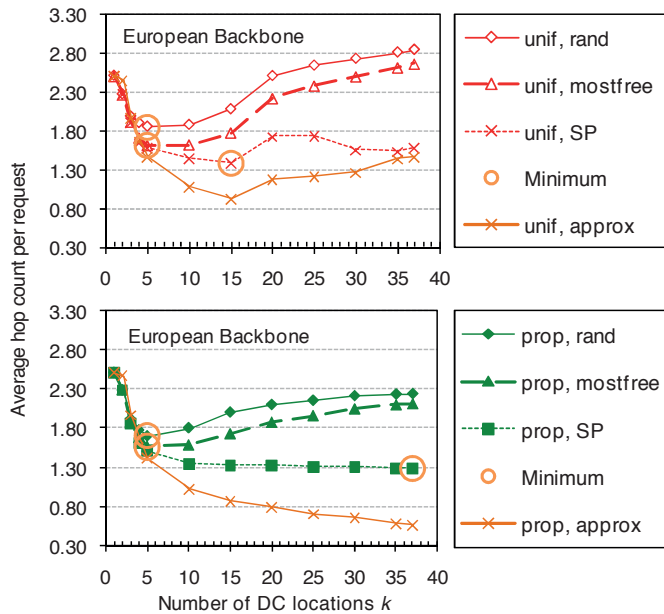 Average hop count per request
European Backbone
3.30
2.80
2.30
1.80
1.30
0.80
0.30
0 5 10 15 20 25 30 35 40
unif, rand
unif, mostfree
unif, SP
Minimum
unif, approx
European Backbone
3.30
2.80
2.30
1.80
1.30
0.80
0.30
0 5 10 15 20 25 30 35 40
Number of DC locations k
prop, rand
prop, mostfree
prop, SP
Minimum
prop, approx